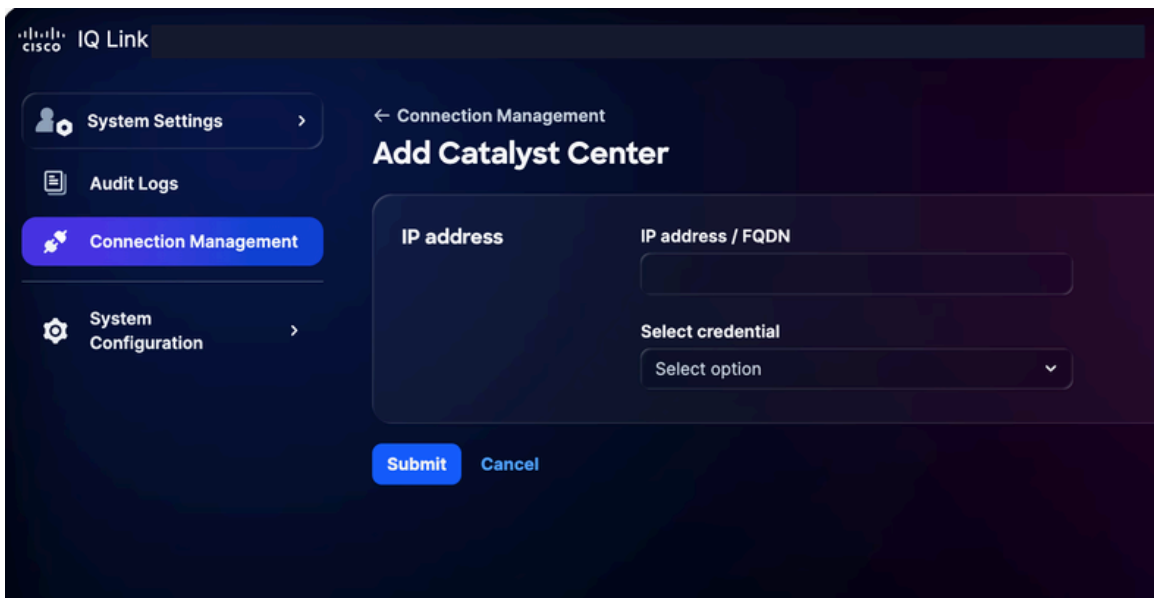 cisco IQ Link
System Settings
Audit Logs
Connection Management
System
Configuration
← Connection Management
Add Catalyst Center
IP address
IP address / FQDN
Select credential
Select option
Submit
Cancel